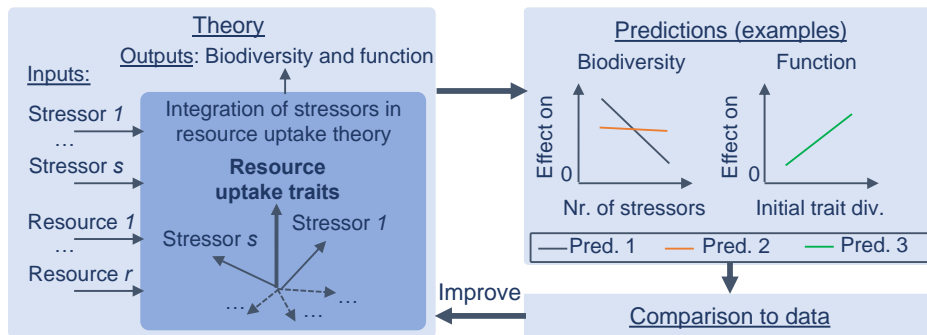 Theory
Outputs: Biodiversity and function
Inputs:
Stressor 1
...
Stressor s
Resource 1
...
Resource r
Integration of stressors in
resource uptake theory
Resource
uptake traits
Stressor s
Stressor 1
...
...
...
Improve
Predictions (examples)
Biodiversity
Effect on
0
Nr. of stressors
Function
Effect on
0
Initial trait div.
Pred. 1
Pred. 2
Pred. 3
Comparison to data